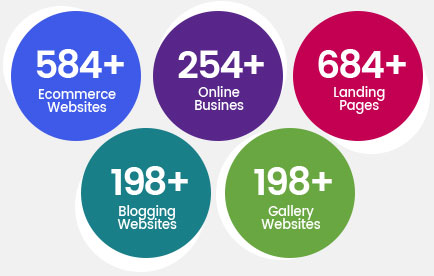 584+
Ecommerce
Websites
254+
Online
Busines
684+
Landing
Pages
198+
Blogging
Websites
198+
Gallery
Websites